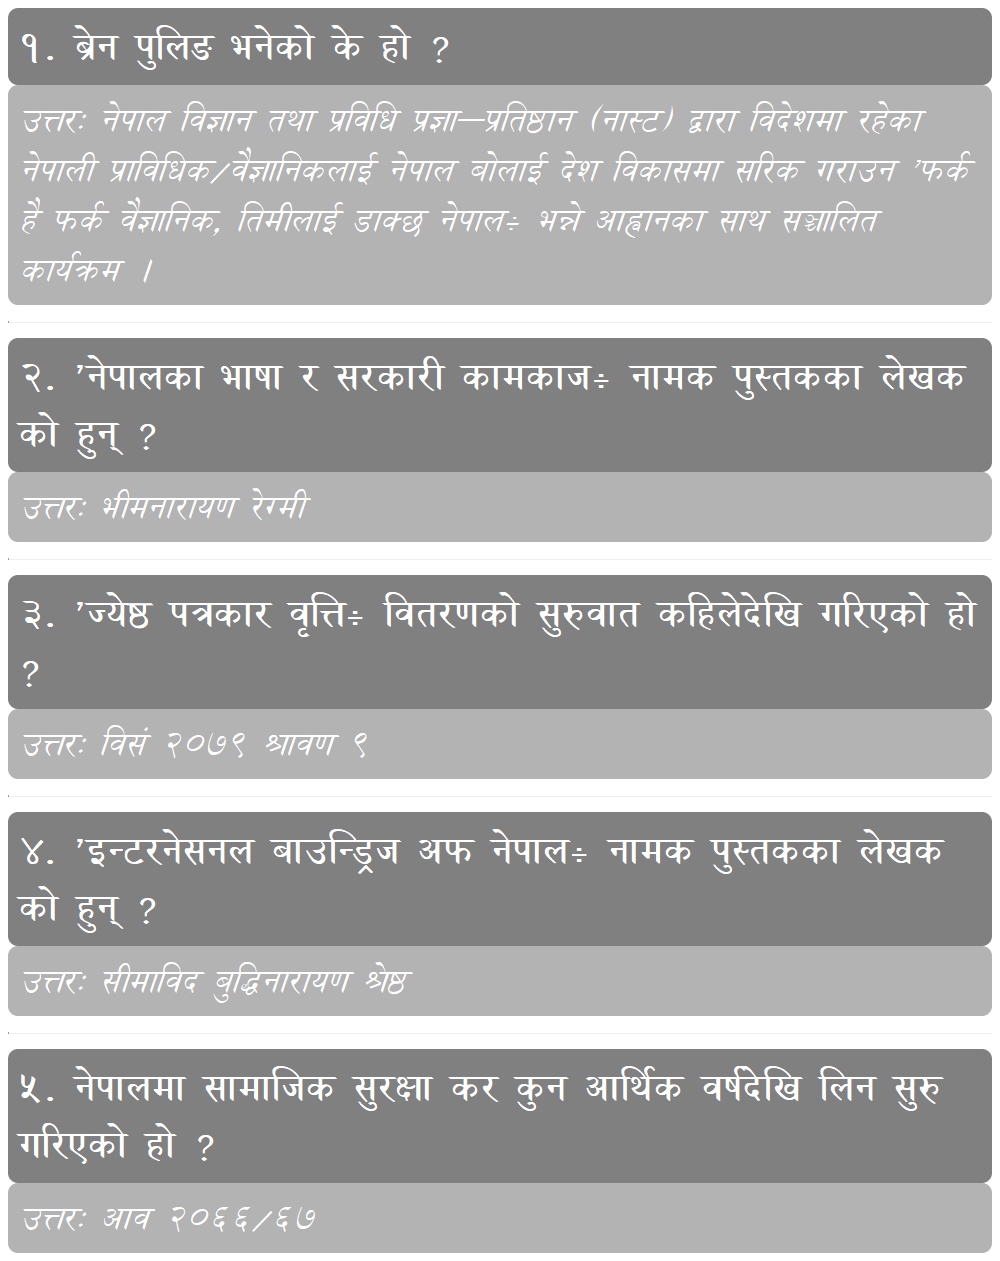 १. ब्रेन पुलिङ भनेको के हो ?
उत्तरः नेपाल विज्ञान तथा प्रविधि प्रज्ञा—प्रतिष्ठान (नास्ट) द्वारा विदेशमा रहेका
नेपाली प्राविधिक/वैज्ञानिकलाई नेपाल बोलाई देश विकासमा सरिक गराउन ’फर्क
है फर्क वैज्ञानिक, तिमीलाई डाक्छ नेपाल÷ भन्ने आह्वानका साथ सञ्चालित
कार्यक्रम ।
२. ’नेपालका भाषा र सरकारी कामकाज÷ नामक पुस्तकका लेखक
को हुन् ?
उत्तरः भीमनारायण रेग्मी
३. ’ज्येष्ठ पत्रकार वृत्ति÷ वितरणको सुरुवात कहिलेदेखि गरिएको हो
?
उत्तरः विसं २०७९ श्रावण ९
४. ’इन्टरनेसनल बाउन्ड्रिज अफ नेपाल÷ नामक पुस्तकका लेखक
को हुन् ?
उत्तरः सीमाविद बुद्धिनारायण श्रेष्ठ
५. नेपालमा सामाजिक सुरक्षा कर कुन आर्थिक वर्षदेखि लिन सुरु
गरिएको हो ?
उत्तरः आव २०६६/६७